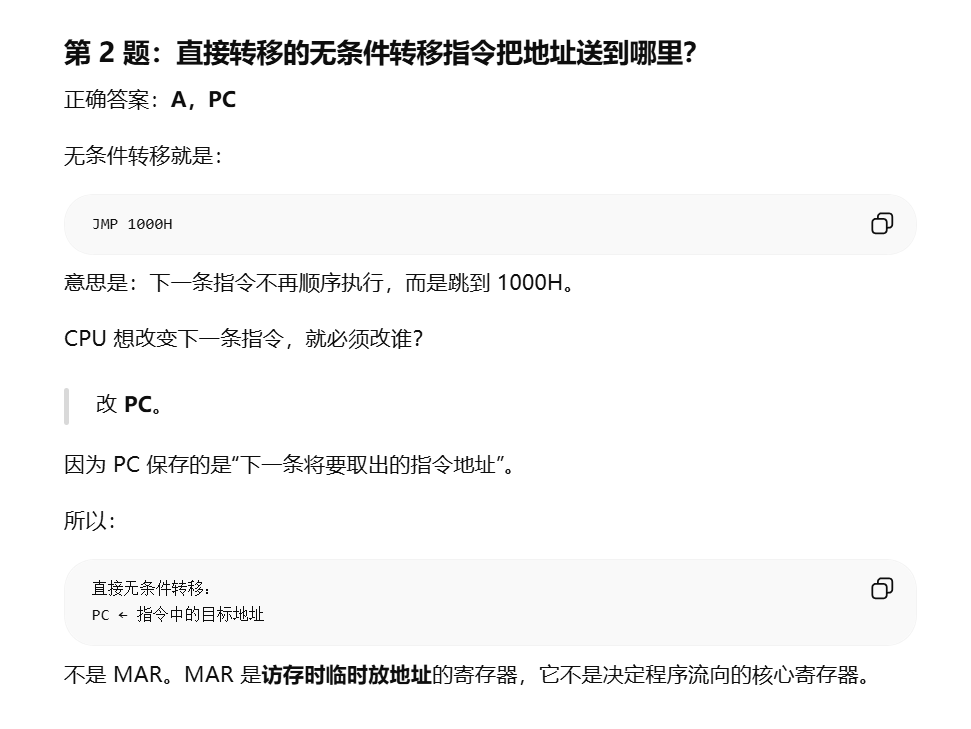 第 2 题：直接转移的无条件转移指令把地址送到哪里？
正确答案：A，PC
无条件转移就是：
JMP 1000H
意思是：下一条指令不再顺序执行，而是跳到 1000H。
CPU 想改变下一条指令，就必须改谁？
改 PC。
因为 PC 保存的是“下一条将要取出的指令地址”。
所以：
直接无条件转移：
PC ← 指令中的目标地址
不是 MAR。MAR 是访存时临时放地址的寄存器，它不是决定程序流向的核心寄存器。